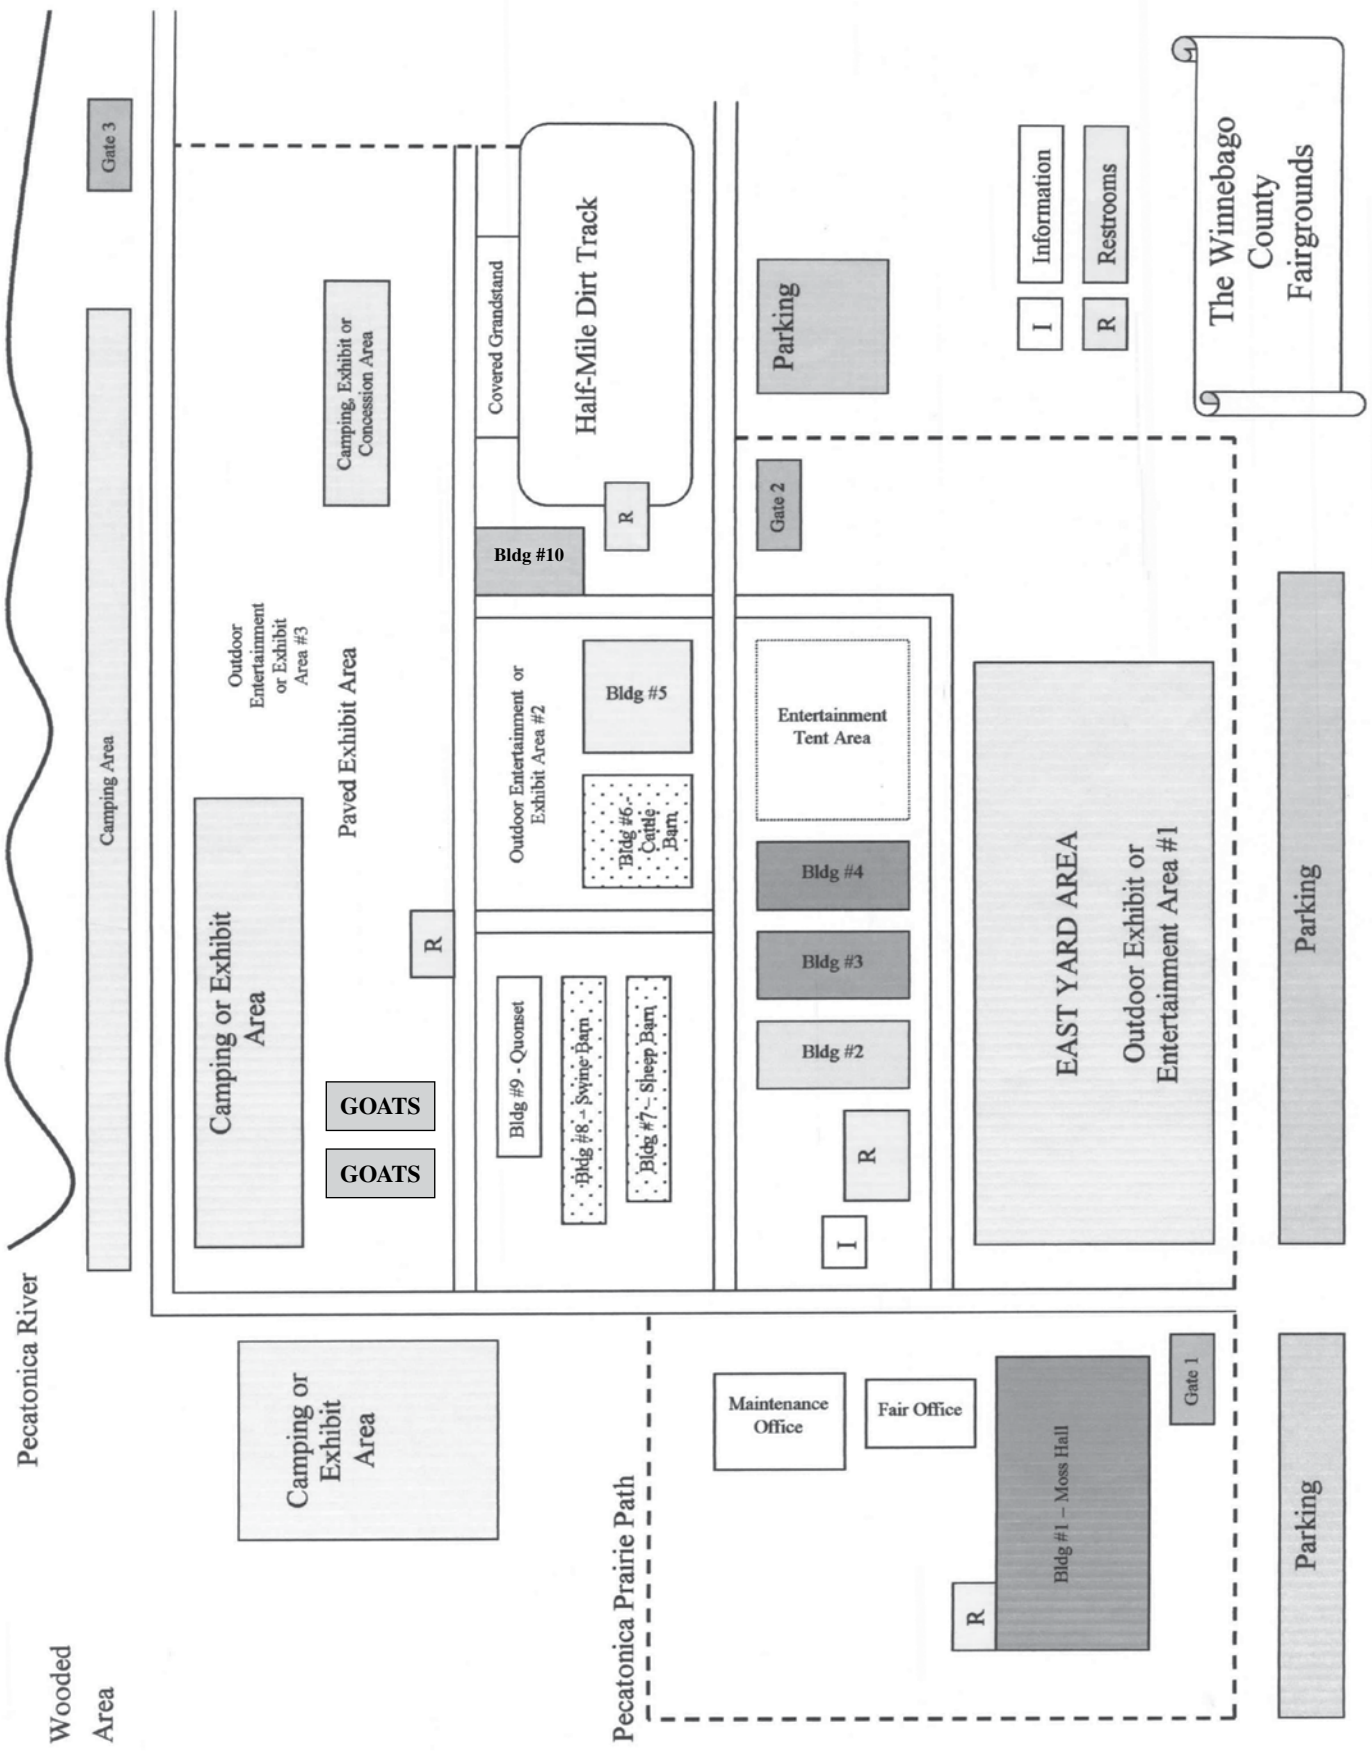 Wooded
Area
Pecatonica River
Camping Area
Gate 3
Camping or
Exhibit
Area
Camping or Exhibit
Area
Outdoor
Entertainment
or Exhibit
Area #3
Paved Exhibit Area
Camping, Exhibit or
Concession Area
GOATS
GOATS
R
Bldg #9 - Quonset
Bldg #8 – Swine Barn
Bldg #7 – Sheep Barn
Outdoor Entertainment or
Exhibit Area #2
Bldg #6 -
Cattle
Barn
Bldg #5
Bldg #10
R
Covered Grandstand
Half-Mile Dirt Track
Pecatonica Prairie Path
Maintenance
Office
Fair Office
R
Bldg #1 – Moss Hall
Gate 1
I
R
Bldg #2
Bldg #3
Bldg #4
Entertainment
Tent Area
Gate 2
Parking
EAST YARD AREA
Outdoor Exhibit or
Entertainment Area #1
Parking
Parking
I
Information
R
Restrooms
The Winnebago
County
Fairgrounds